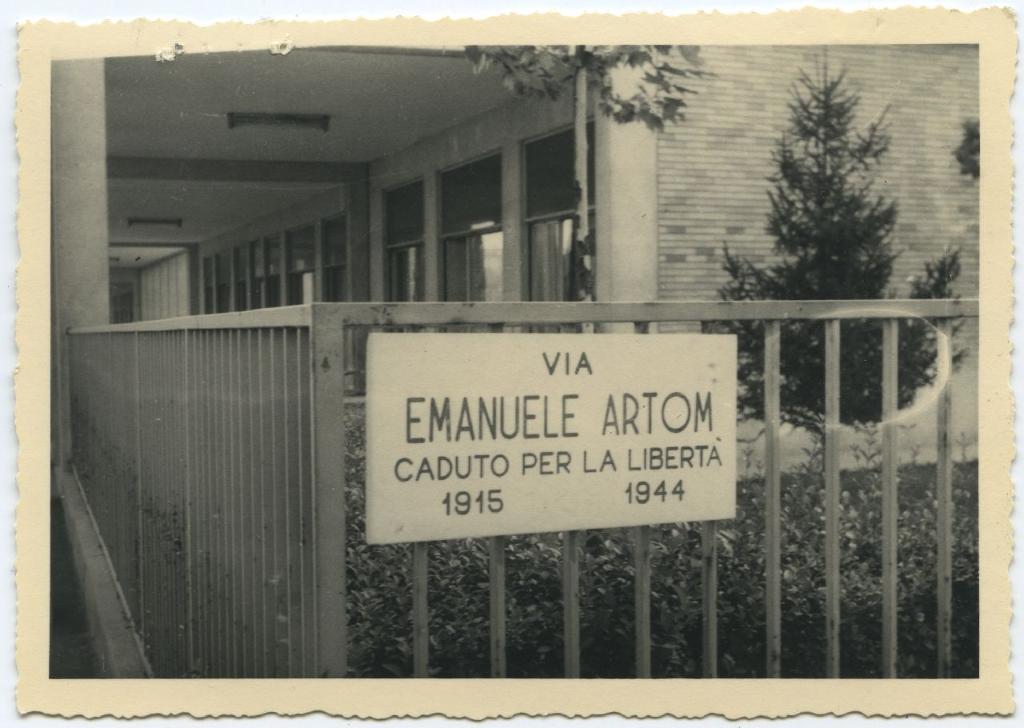 VIA
EMANUELE ARTOM
CADUTO PER LA LIBERTÀ
1915 1944